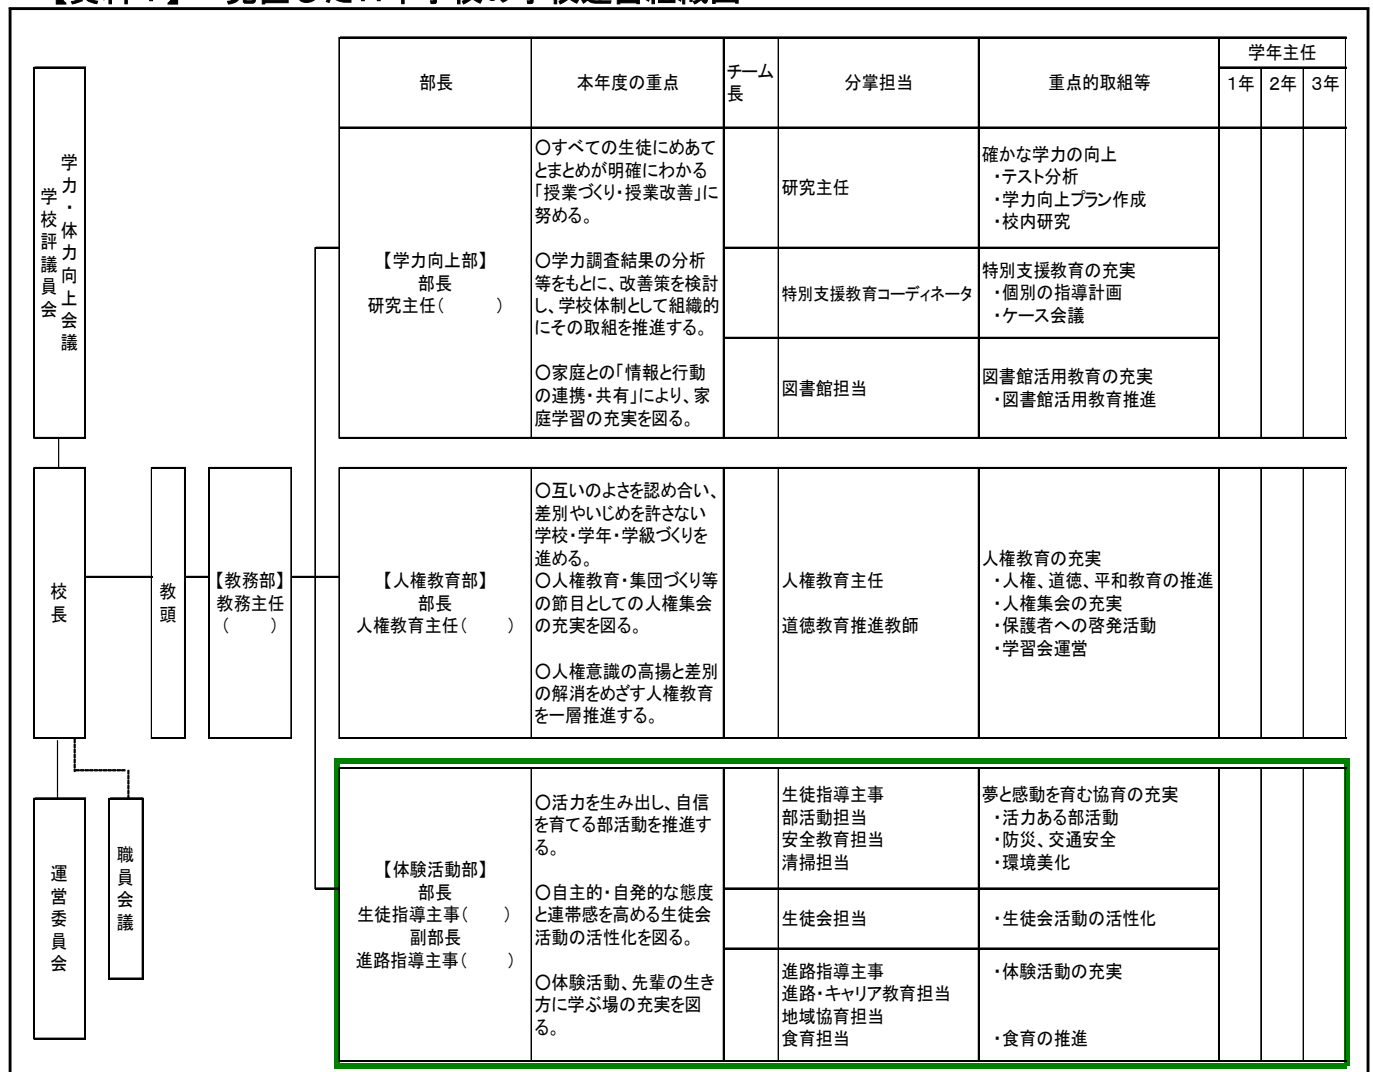 部長
本年度の重点
チーム
長
分掌担当
重点的取組等
学年主任
1年
2年
3年
学力・体力向上会議
学校評議員会
【学力向上部】
部長
研究主任(　　　)
〇すべての生徒にめあて
とまとめが明確にわかる
「授業づくり・授業改善」に
努める。
〇学力調査結果の分析
等をもとに、改善策を検討
し、学校体制として組織的
にその取組を推進する。
〇家庭との「情報と行動
の連携・共有」により、家
庭学習の充実を図る。
研究主任
確かな学力の向上
・テスト分析
・学力向上プラン作成
・校内研究
特別支援教育コーディネータ
特別支援教育の充実
・個別の指導計画
・ケース会議
図書館担当
図書館活用教育の充実
・図書館活用教育推進
校長
教頭
【教務部】
教務主任
(　　)
【人権教育部】
部長
人権教育主任(　　　)
〇互いのよさを認め合い、
差別やいじめを許さない
学校・学年・学級づくりを
進める。
〇人権教育・集団づくり等
の節目としての人権集会
の充実を図る。
〇人権意識の高揚と差別
の解消をめざす人権教育
を一層推進する。
人権教育主任
道徳教育推進教師
人権教育の充実
・人権、道徳、平和教育の推進
・人権集会の充実
・保護者への啓発活動
・学習会運営
運営委員会
職員会議
【体験活動部】
部長
生徒指導主事(　　　)
副部長
進路指導主事(　　　)
〇活力を生み出し、自信
を育てる部活動を推進す
る。
〇自主的・自発的な態度
と連帯感を高める生徒会
活動の活性化を図る。
〇体験活動、先輩の生き
方に学ぶ場の充実を図
る。
生徒指導主事
部活動担当
安全教育担当
清掃担当
夢と感動を育む協育の充実
・活力ある部活動
・防災、交通安全
・環境美化
生徒会担当
・生徒会活動の活性化
進路指導主事
進路・キャリア教育担当
地域協育担当
食育担当
・体験活動の充実
・食育の推進